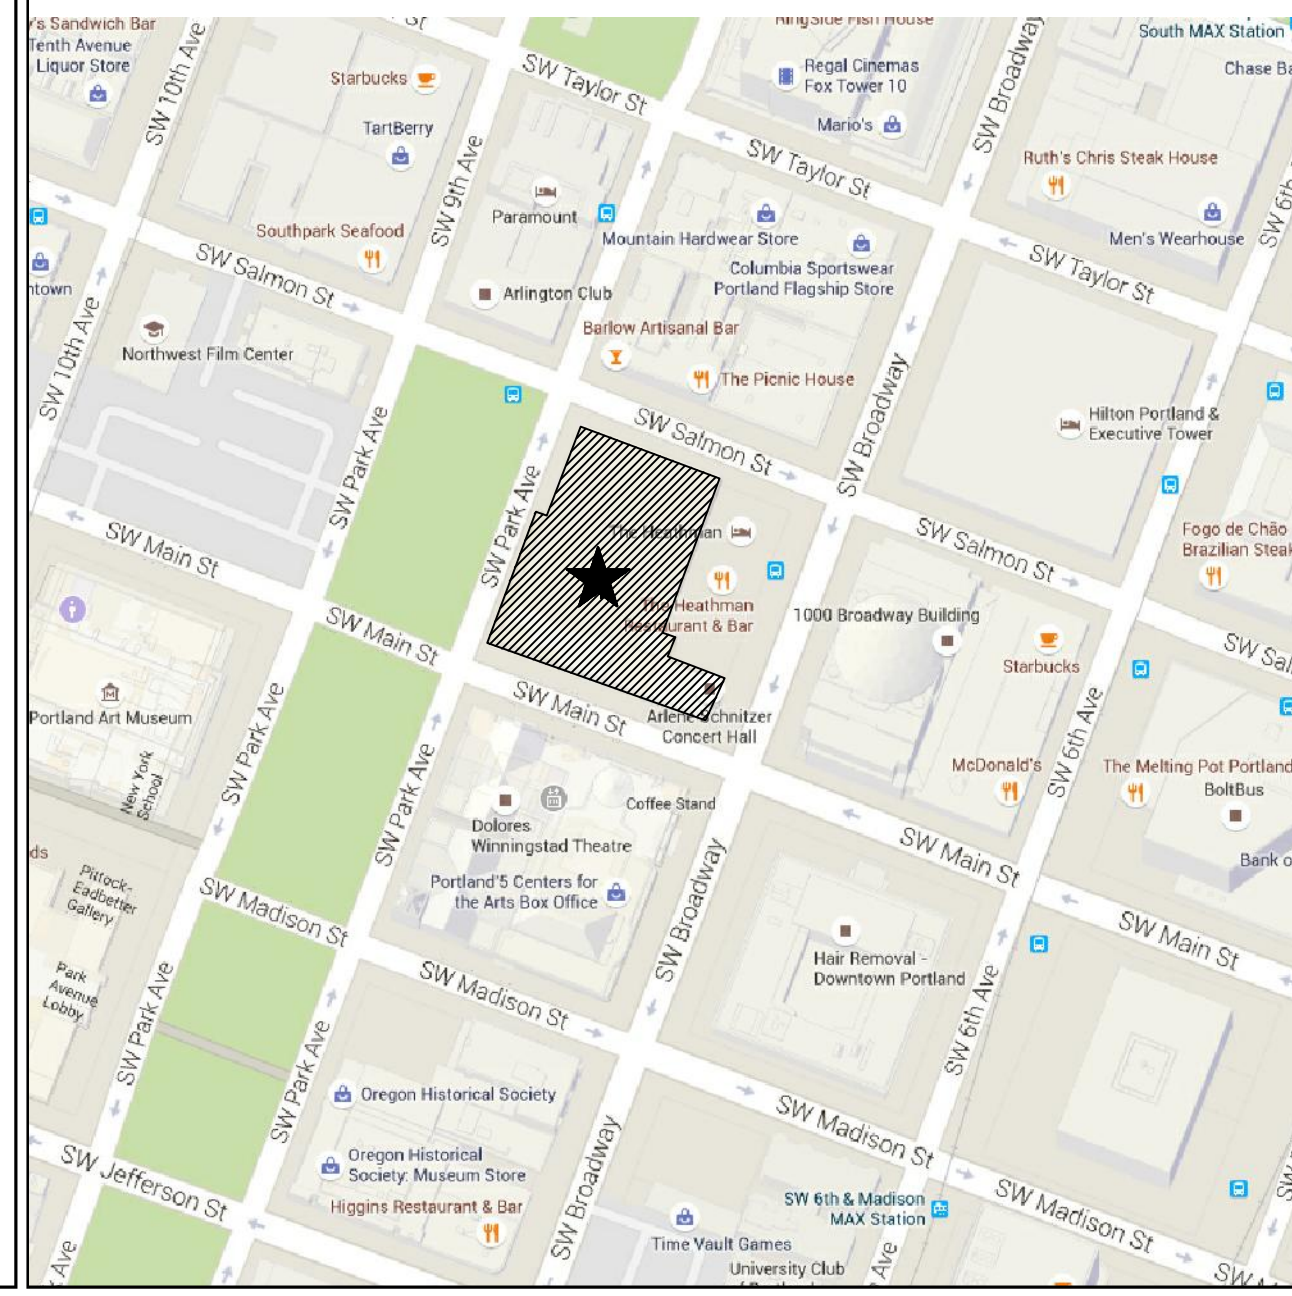 's Sandwich Bar
Tenth Avenue
Liquor Store
SW 10th Ave
Starbucks
TartBerry
SW Taylor St
RingSide Fish House
Regal Cinemas
Fox Tower 10
Mario's
SW Broadway
South MAX Station
Chase Ba
SW Taylor St
Ruth's Chris Steak House
SW 9th Ave
Paramount
Mountain Hardwear Store
Men's Wearhouse
SW 6th
Southpark Seafood
SW Salmon St
Columbia Sportswear
Portland Flagship Store
SW Taylor St
ntown
Arlington Club
Barlow Artisanal Bar
Northwest Film Center
SW 10th Ave
The Picnic House
SW Broadway
Hilton Portland &
Executive Tower
SW Salmon St
SW Park Ave
SW Park Ave
The Heathman
SW Main St
SW Salmon St
Fogo de Chão
Brazilian Steak
The Heathman
Restaurant & Bar
1000 Broadway Building
SW Main St
Starbucks
SW Sal
Portland Art Museum
SW Main St
Arlene Schnitzer
Concert Hall
SW Park Ave
SW 6th Ave
New York
School
SW Park Ave
McDonald's
The Melting Pot Portland
BoltBus
Coffee Stand
Dolores
Winningstad Theatre
SW Main St
Bank o
ds
Pittock-
Eadbetter
Gallery
SW Madison St
Portland'5 Centers for
the Arts Box Office
SW Broadway
SW Main St
Hair Removal -
Downtown Portland
Park
Avenue
Lobby
SW Madison St
SW Park Ave
SW Park Ave
SW 6th Ave
Oregon Historical Society
SW Madison St
Oregon Historical
Society: Museum Store
SW Jefferson St
Higgins Restaurant & Bar
SW Broadway
SW 6th & Madison
MAX Station
SW Madison St
Time Vault Games
University Club
Ave
Ave
SW